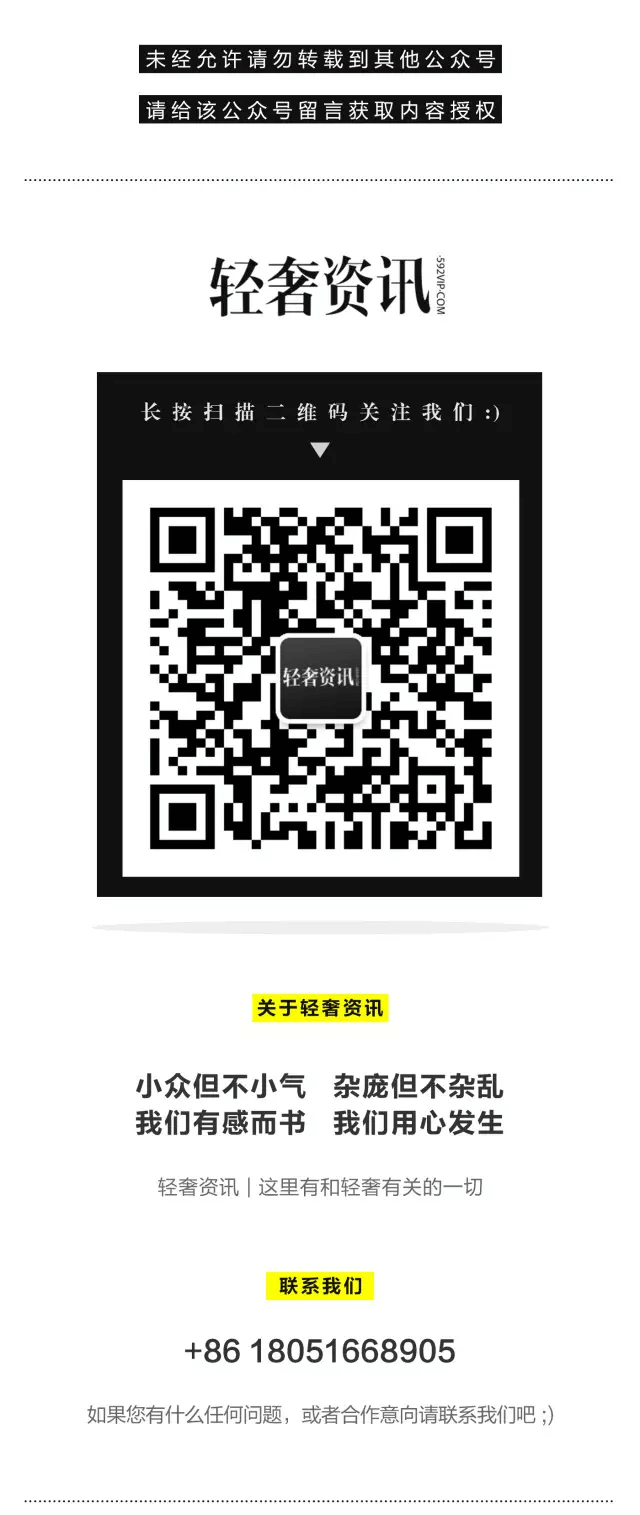 未经允许请勿转载到其他公众号
请给该公众号留言获取内容授权
轻奢资讯
·592VIP·COM
长按扫描二维码关注我们:)
轻奢资讯
关于轻奢资讯
小众但不小气 杂庞但不杂乱
我们有感而书 我们用心发生
轻奢资讯｜这里有和轻奢有关的一切
联系我们
+86 18051668905
如果您有什么任何问题，或者合作意向请联系我们吧 ;)